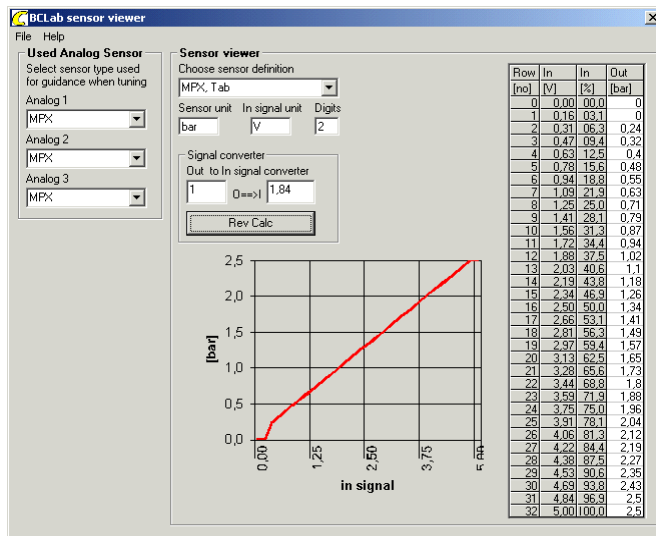 BCLab sensor viewer
File Help
Used Analog Sensor
Select sensor type used
for guidance when tuning
Analog 1
MPX
Analog 2
MPX
Analog 3
MPX
Sensor viewer
Choose sensor definition
MPX, Tab
Sensor unit In signal unit Digits
bar V 2
Signal converter
Out to In signal converter
1 O==>I 1,84
Rev Calc
2,5
2,0
1,5
1,0
0,5
0,0
[bar]
0,00 1,25 2,50 3,75 5,00
in signal
Row In In Out
[no] [V] [%] [bar]
0 0,00 00,0 0
1 0,16 03,1 0
2 0,31 06,3 0,24
3 0,47 09,4 0,32
4 0,63 12,5 0,4
5 0,78 15,6 0,48
6 0,94 18,8 0,55
7 1,09 21,9 0,63
8 1,25 25,0 0,71
9 1,41 28,1 0,79
10 1,56 31,3 0,87
11 1,72 34,4 0,94
12 1,88 37,5 1,02
13 2,03 40,6 1,1
14 2,19 43,8 1,18
15 2,34 46,9 1,26
16 2,50 50,0 1,34
17 2,66 53,1 1,41
18 2,81 56,3 1,49
19 2,97 59,4 1,57
20 3,13 62,5 1,65
21 3,28 65,6 1,73
22 3,44 68,8 1,8
23 3,59 71,9 1,88
24 3,75 75,0 1,96
25 3,91 78,1 2,04
26 4,06 81,3 2,12
27 4,22 84,4 2,19
28 4,38 87,5 2,27
29 4,53 90,6 2,35
30 4,69 93,8 2,43
31 4,84 96,9 2,5
32 5,00 100,0 2,5